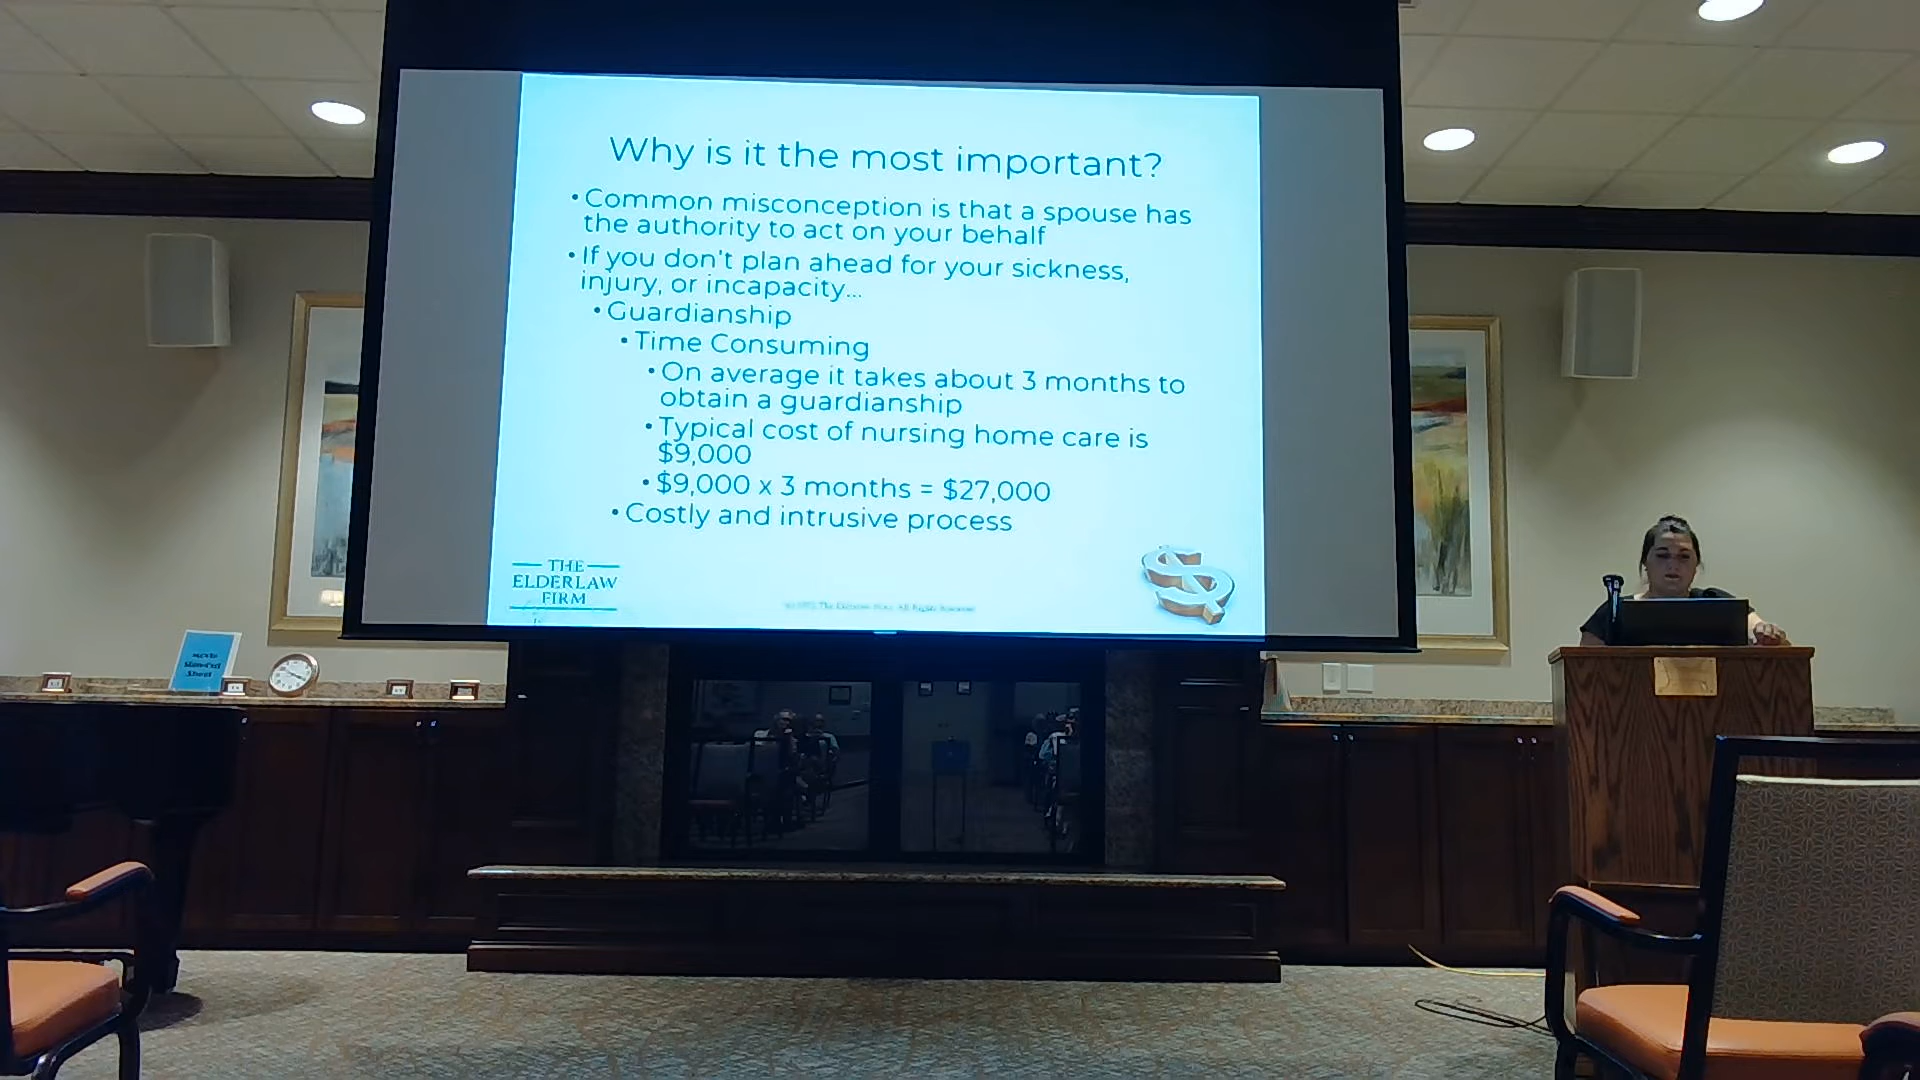 Why is it the most important?
• Common misconception is that a spouse has
the authority to act on your behalf
• If you don't plan ahead for your sickness,
injury, or incapacity...
• Guardianship
• Time Consuming
• On average it takes about 3 months to
obtain a guardianship
• Typical cost of nursing home care is
$9,000
• $9,000 x 3 months = $27,000
• Costly and intrusive process
THE
ELDERLAW
FIRM
$